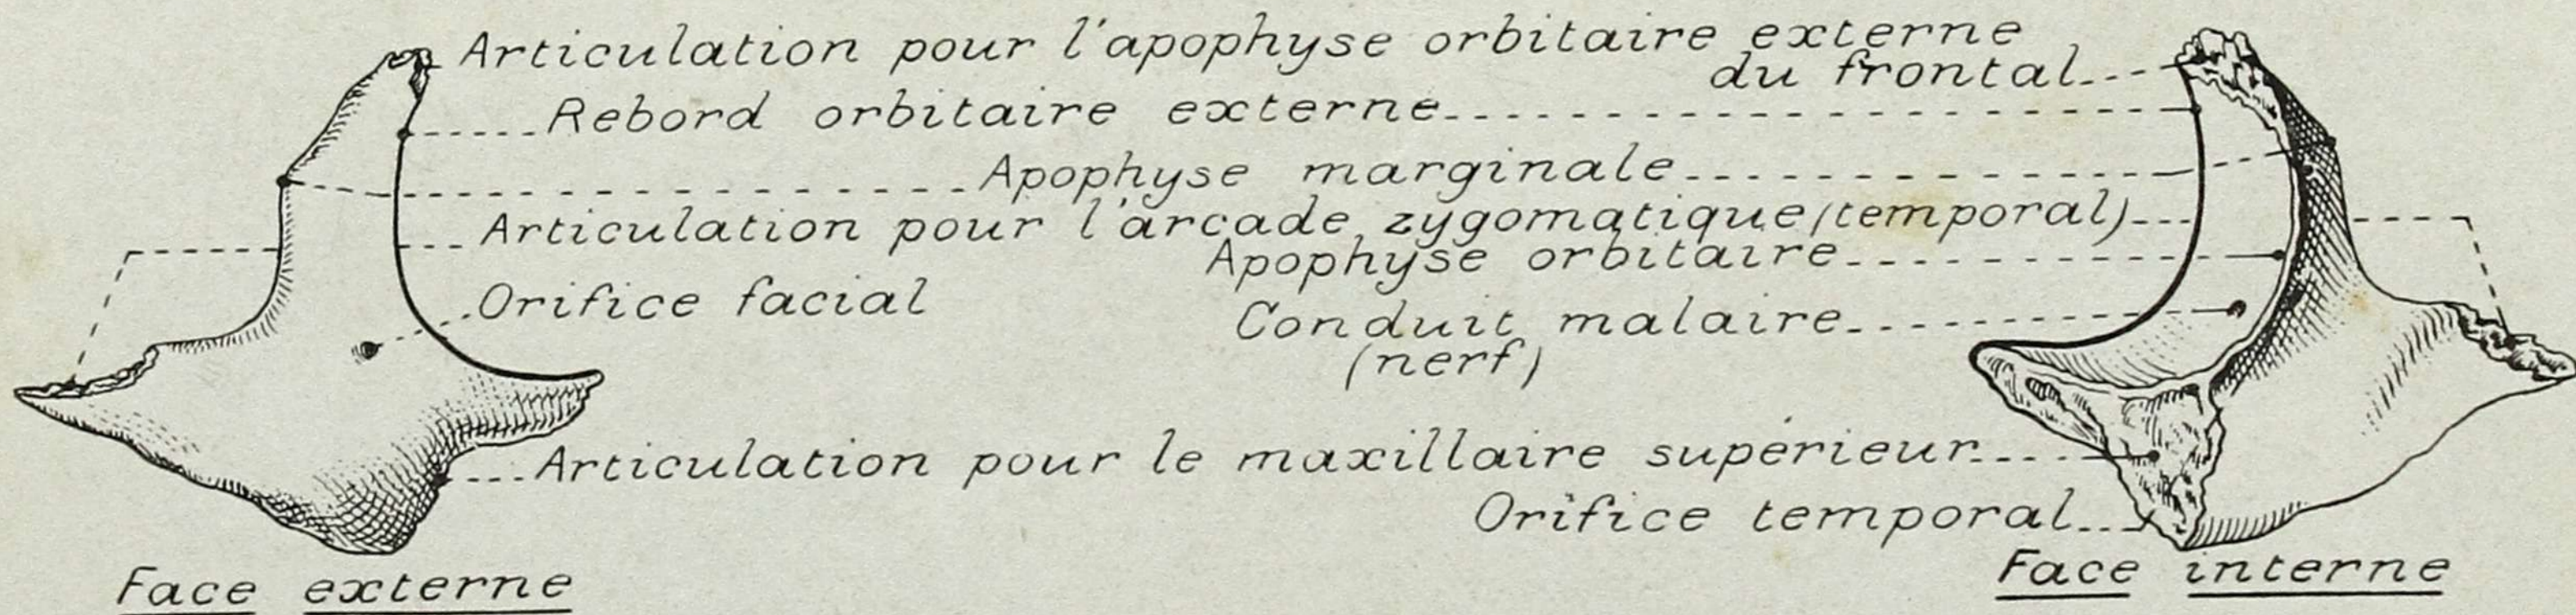 Articulation pour l'apophyse orbitaire externe
du frontal
Rebord orbitaire externe
Apophyse marginale
Articulation pour l'arcade zygomatique (temporal)
Apophyse orbitaire
Orifice facial
Conduit malaire
(nerf)
Articulation pour le maxillaire supérieur
Orifice temporal
Face externe
Face interne